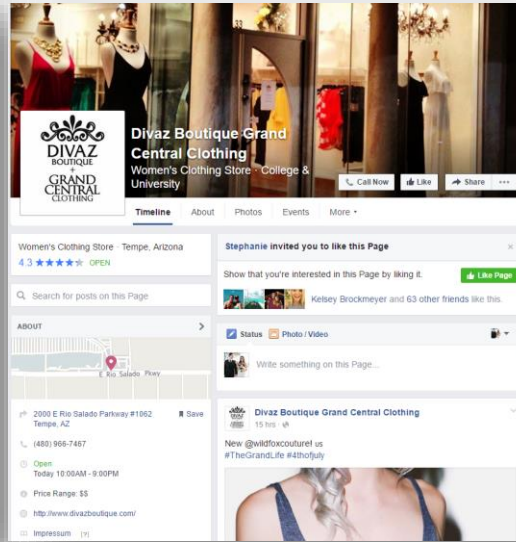 33
DIVAZ
BOUTIQUE
+
GRAND
CENTRAL
CLOTHING
Divaz Boutique Grand
Central Clothing
Women's Clothing Store · College &
University
Call Now Like Share ...
Timeline About Photos Events More
Women's Clothing Store · Tempe, Arizona
4.3 ★★★★★ OPEN
Search for posts on this Page
ABOUT
E Rio Salado Pkwy
2000 E Rio Salado Parkway #1062
Tempe, AZ
Save
(480) 966-7467
Open
Today 10:00AM - 9:00PM
Price Range: $$
http://www.divazboutique.com/
Impressum [?]
Stephanie invited you to like this Page
Show that you're interested in this Page by liking it.
Like Page
Kelsey Brockmeyer and 63 other friends like this.
Status Photo / Video
Write something on this Page...
Divaz Boutique Grand Central Clothing
15 hrs ·
New @wildfoxcouture! us
#TheGrandLife #4thofjuly